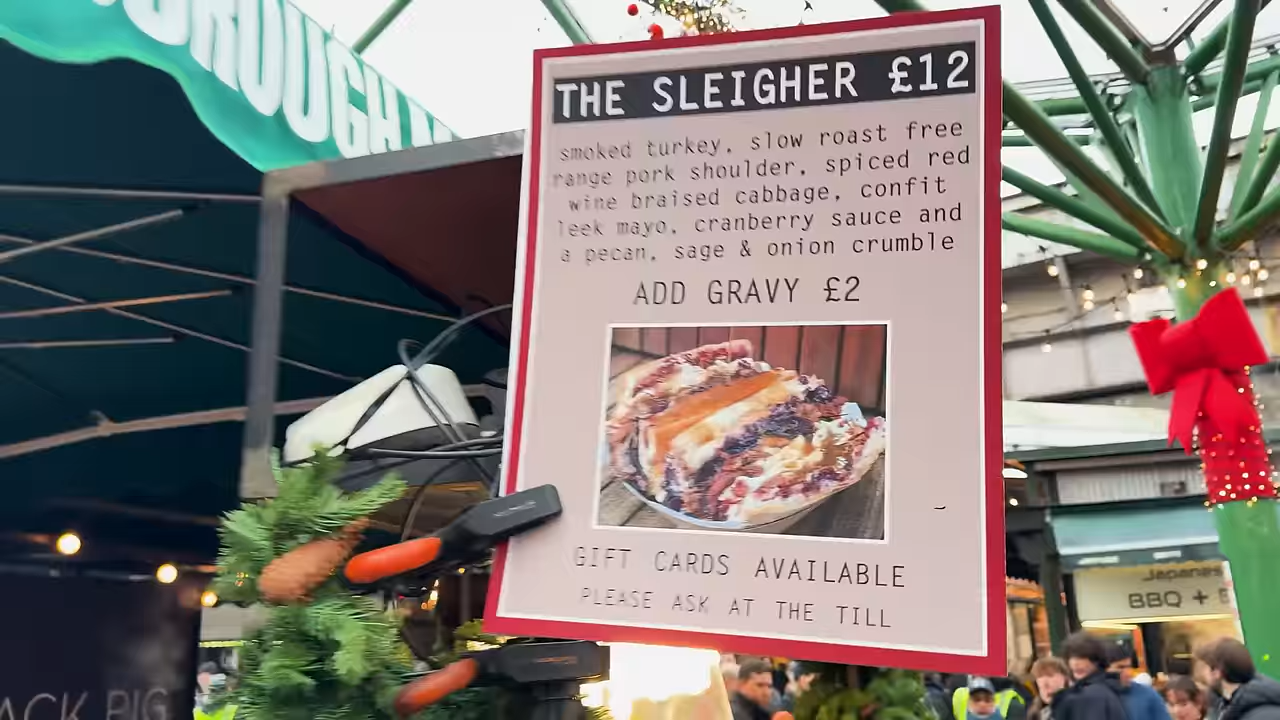 OROUGH M
THE SLEIGHER £12
smoked turkey, slow roast free
range pork shoulder, spiced red
wine braised cabbage, confit
leek mayo, cranberry sauce and
a pecan, sage & onion crumble
ADD GRAVY £2
GIFT CARDS AVAILABLE
PLEASE ASK AT THE TILL
BBQ +
ACK PIG